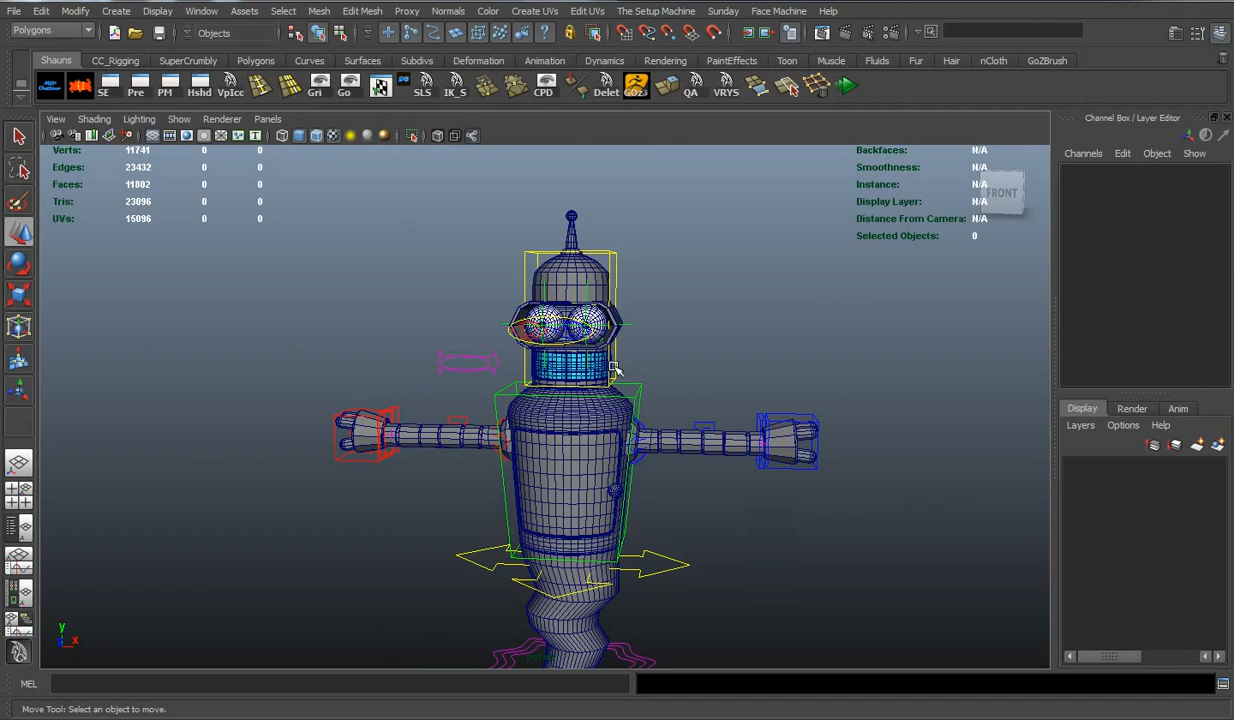 File Edit Modify Create Display Window Assets Select Mesh Edit Mesh Proxy Normals Color Create UVs Edit UVs The Setup Machine Sunday Face Machine Help
Polygons Objects
Shauns CC_Rigging SuperCrumbly Polygons Curves Surfaces Subdivs Deformation Animation Dynamics Rendering PaintEffects Toon Muscle Fluids Fur Hair nCloth GoZBrush
SE Pre PM Hshd VpIcc Gri Go SLS IK_S CPD Delet GOz3 QA VRYS
View Shading Lighting Show Renderer Panels
Channel Box / Layer Editor
Channels Edit Object Show
Verts: 11741 0 0
Edges: 23432 0 0
Faces: 11802 0 0
Tris: 23096 0 0
UVs: 15096 0 0
Backfaces: N/A
Smoothness: N/A
Instance: N/A
Display Layer: N/A
Distance From Camera: N/A
Selected Objects: 0
FRONT
Display Render Anim
Layers Options Help
y
x
persp
MEL
Move Tool: Select an object to move.